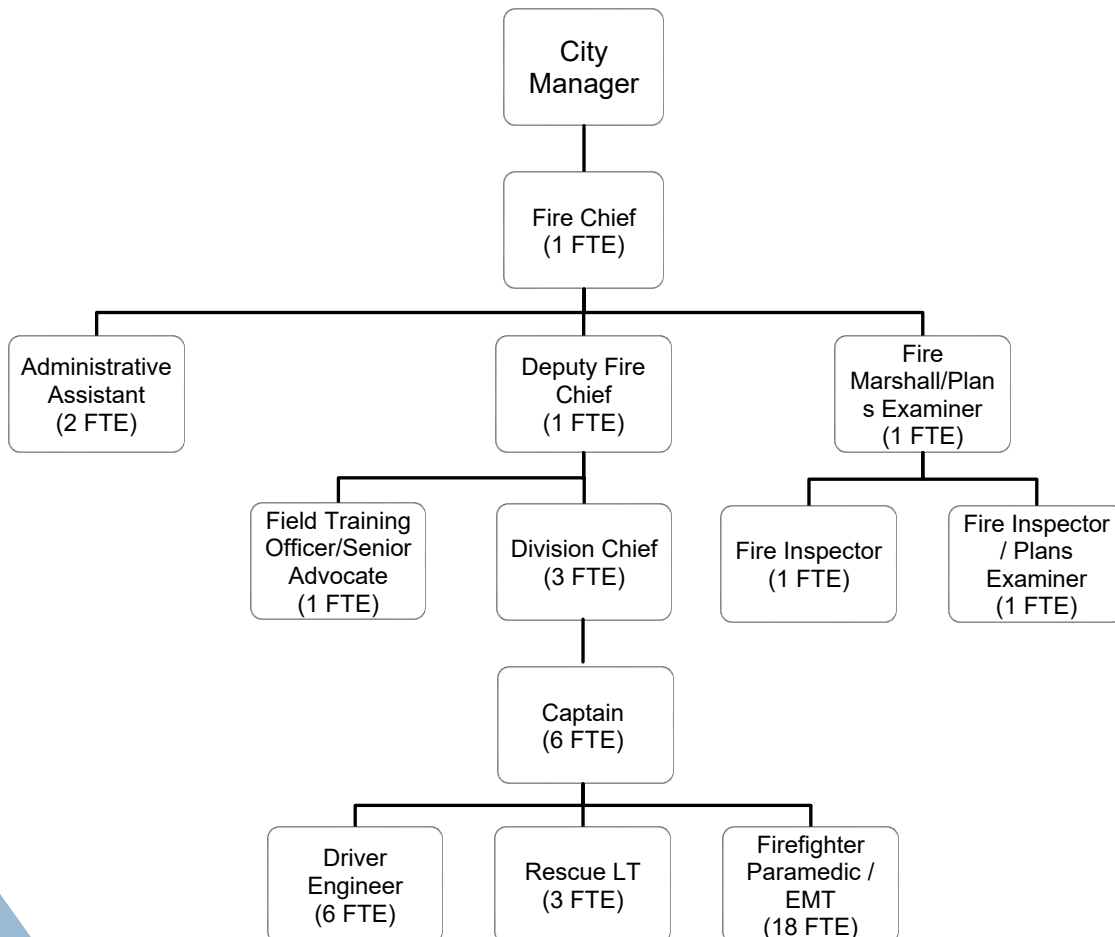 City
Manager
Fire Chief
(1 FTE)
Administrative
Assistant
(2 FTE)
Deputy Fire
Chief
(1 FTE)
Fire
Marshall/Plan
s Examiner
(1 FTE)
Field Training
Officer/Senior
Advocate
(1 FTE)
Division Chief
(3 FTE)
Fire Inspector
(1 FTE)
Fire Inspector
/ Plans
Examiner
(1 FTE)
Captain
(6 FTE)
Driver
Engineer
(6 FTE)
Rescue LT
(3 FTE)
Firefighter
Paramedic /
EMT
(18 FTE)